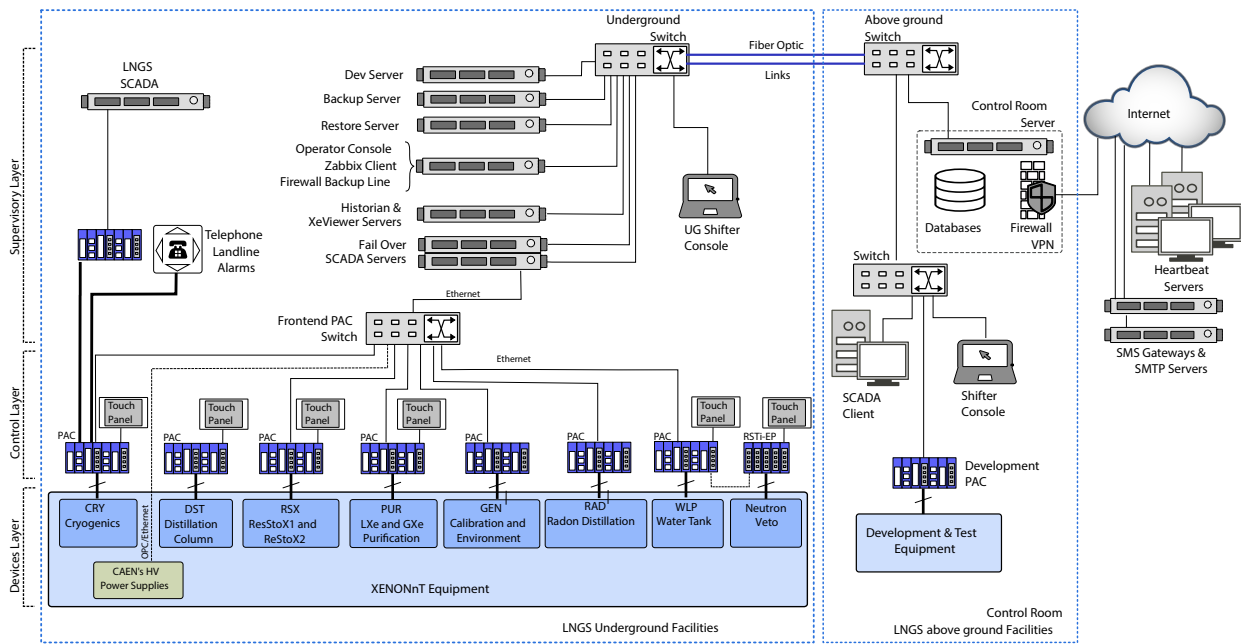 Supervisory Layer
Control Layer
Devices Layer
LNGS
SCADA
Dev Server
Backup Server
Restore Server
Operator Console
Zabbix Client
Firewall Backup Line
Historian &
XeViewer Servers
Fail Over
SCADA Servers
Underground
Switch
Fiber Optic
Links
UG Shifter
Console
Telephone
Landline
Alarms
Ethernet
Frontend PAC
Switch
Ethernet
OPC/Ethernet
Touch
Panel
Touch
Panel
Touch
Panel
Touch
Panel
Touch
Panel
Touch
Panel
PAC
PAC
PAC
PAC
PAC
PAC
PAC
RSTi-EP
CRY
Cryogenics
DST
Distillation
Column
RSX
ResStoX1 and
ReStoX2
PUR
LXe and GXe
Purification
GEN
Calibration and
Environment
RAD
Radon Distillation
WLP
Water Tank
Neutron
Veto
CAEN's HV
Power Supplies
XENONnT Equipment
LNGS Underground Facilities
Above ground
Switch
Control Room
Server
Databases
Firewall
VPN
Switch
SCADA
Client
Shifter
Console
Development
PAC
Development & Test
Equipment
Control Room
LNGS above ground Facilities
Internet
Heartbeat
Servers
SMS Gateways &
SMTP Servers